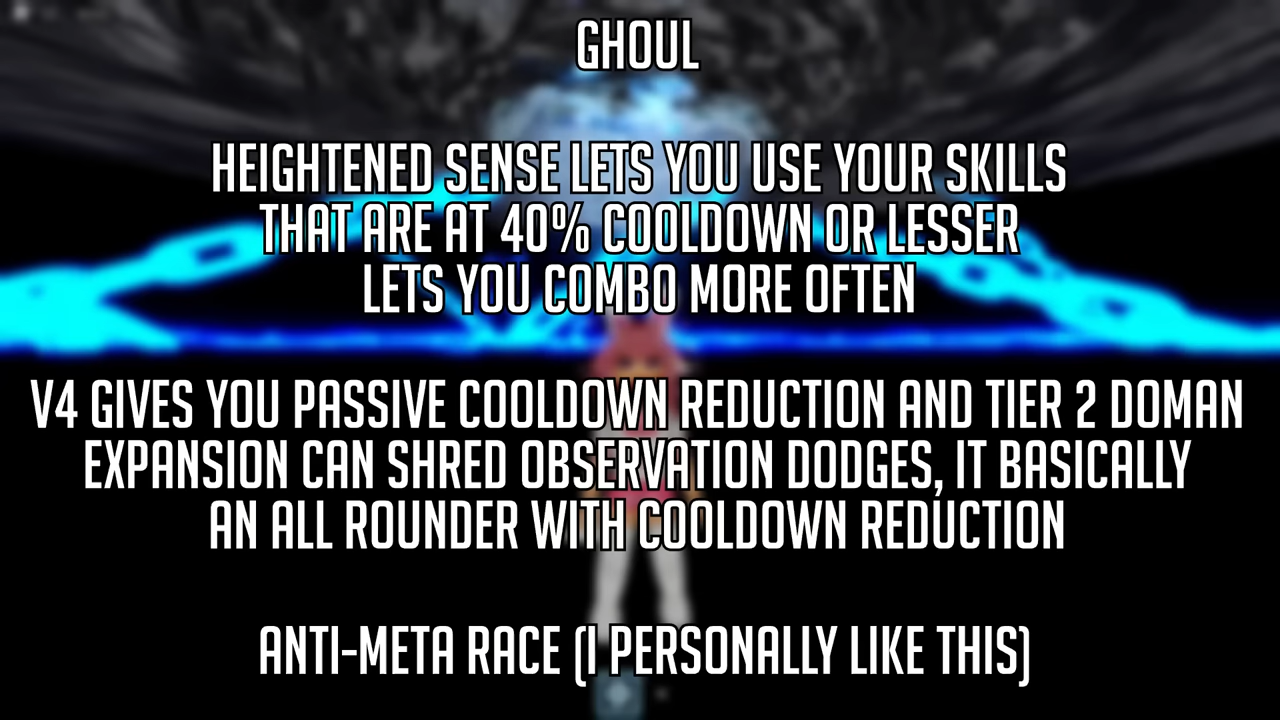 GHOUL
HEIGHTENED SENSE LETS YOU USE YOUR SKILLS
THAT ARE AT 40% COOLDOWN OR LESSER
LETS YOU COMBO MORE OFTEN
V4 GIVES YOU PASSIVE COOLDOWN REDUCTION AND TIER 2 DOMAN
EXPANSION CAN SHRED OBSERVATION DODGES, IT BASICALLY
AN ALL ROUNDER WITH COOLDOWN REDUCTION
ANTI-META RACE (I PERSONALLY LIKE THIS)